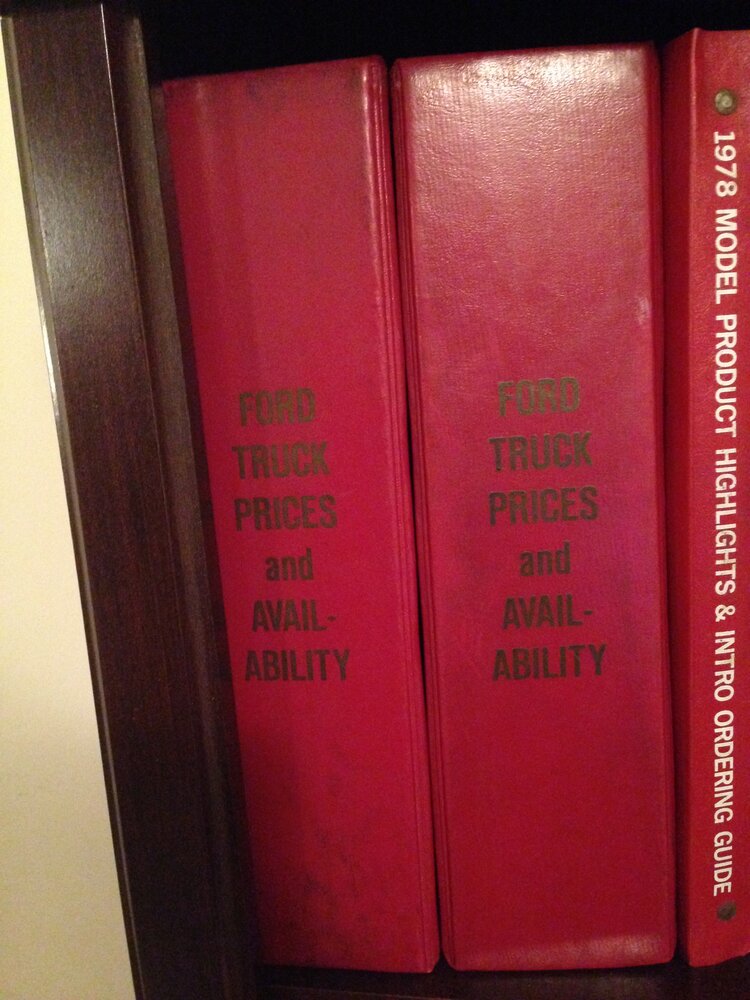 FORD
TRUCK
PRICES
and
AVAIL-
ABILITY
FORD
TRUCK
PRICES
and
AVAIL-
ABILITY
1978 MODEL PRODUCT HIGHLIGHTS & INTRO ORDERING GUIDE